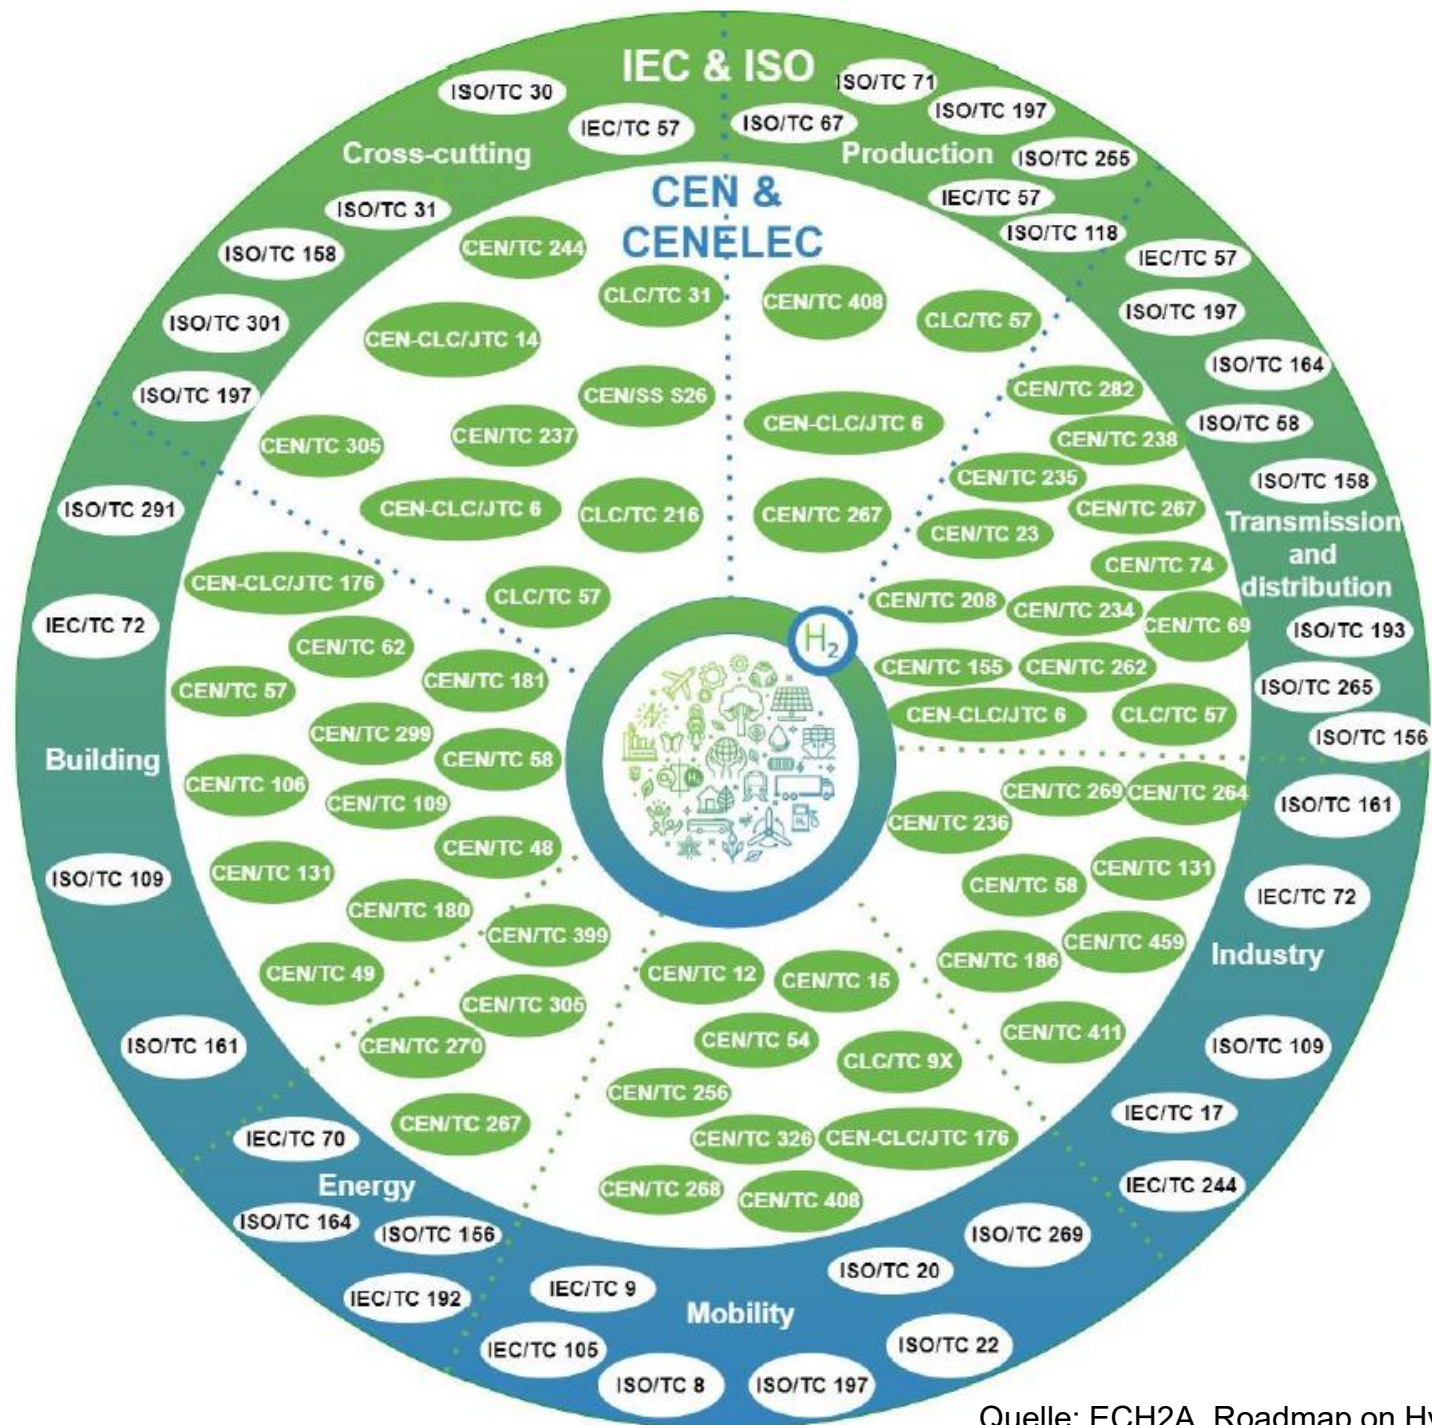 IEC & ISO
ISO/TC 30
IEC/TC 57
Cross-cutting
ISO/TC 31
ISO/TC 158
ISO/TC 301
ISO/TC 197
ISO/TC 71
ISO/TC 67
ISO/TC 197
Production
ISO/TC 255
IEC/TC 57
ISO/TC 118
IEC/TC 57
ISO/TC 197
ISO/TC 164
ISO/TC 58
ISO/TC 158
Transmission
and
distribution
ISO/TC 193
ISO/TC 265
ISO/TC 156
ISO/TC 161
IEC/TC 72
Industry
ISO/TC 109
IEC/TC 17
IEC/TC 244
ISO/TC 269
ISO/TC 20
IEC/TC 9
Mobility
ISO/TC 22
IEC/TC 105
ISO/TC 8
ISO/TC 197
IEC/TC 70
Energy
ISO/TC 164
ISO/TC 156
IEC/TC 192
ISO/TC 291
IEC/TC 72
Building
ISO/TC 109
ISO/TC 161
CEN &
CENELEC
CEN/TC 244
CLC/TC 31
CEN-CLC/JTC 14
CEN/SS S26
CEN/TC 305
CEN/TC 237
CEN-CLC/JTC 6
CLC/TC 216
CLC/TC 57
CEN/TC 408
CLC/TC 57
CEN-CLC/JTC 6
CEN/TC 267
CEN/TC 282
CEN/TC 238
CEN/TC 235
CEN/TC 267
CEN/TC 23
CEN/TC 74
CEN/TC 208
CEN/TC 234
CEN/TC 69
CEN/TC 155
CEN/TC 262
CEN-CLC/JTC 6
CLC/TC 57
CEN/TC 269
CEN/TC 264
CEN/TC 236
CEN/TC 58
CEN/TC 131
CEN/TC 186
CEN/TC 459
CEN/TC 411
CEN/TC 12
CEN/TC 15
CEN/TC 54
CLC/TC 9X
CEN/TC 256
CEN/TC 326
CEN-CLC/JTC 176
CEN/TC 268
CEN/TC 408
CEN/TC 399
CEN/TC 305
CEN/TC 270
CEN/TC 267
CEN-CLC/JTC 176
CEN/TC 62
CEN/TC 57
CEN/TC 181
CEN/TC 299
CEN/TC 58
CEN/TC 106
CEN/TC 109
CEN/TC 48
CEN/TC 131
CEN/TC 180
CEN/TC 49
H₂
Quelle: ECH2A, Roadmap on